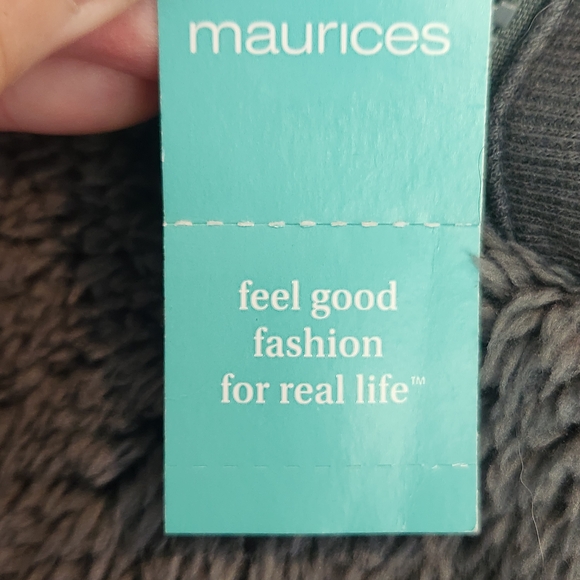 maurices
feel good
fashion
for real life™